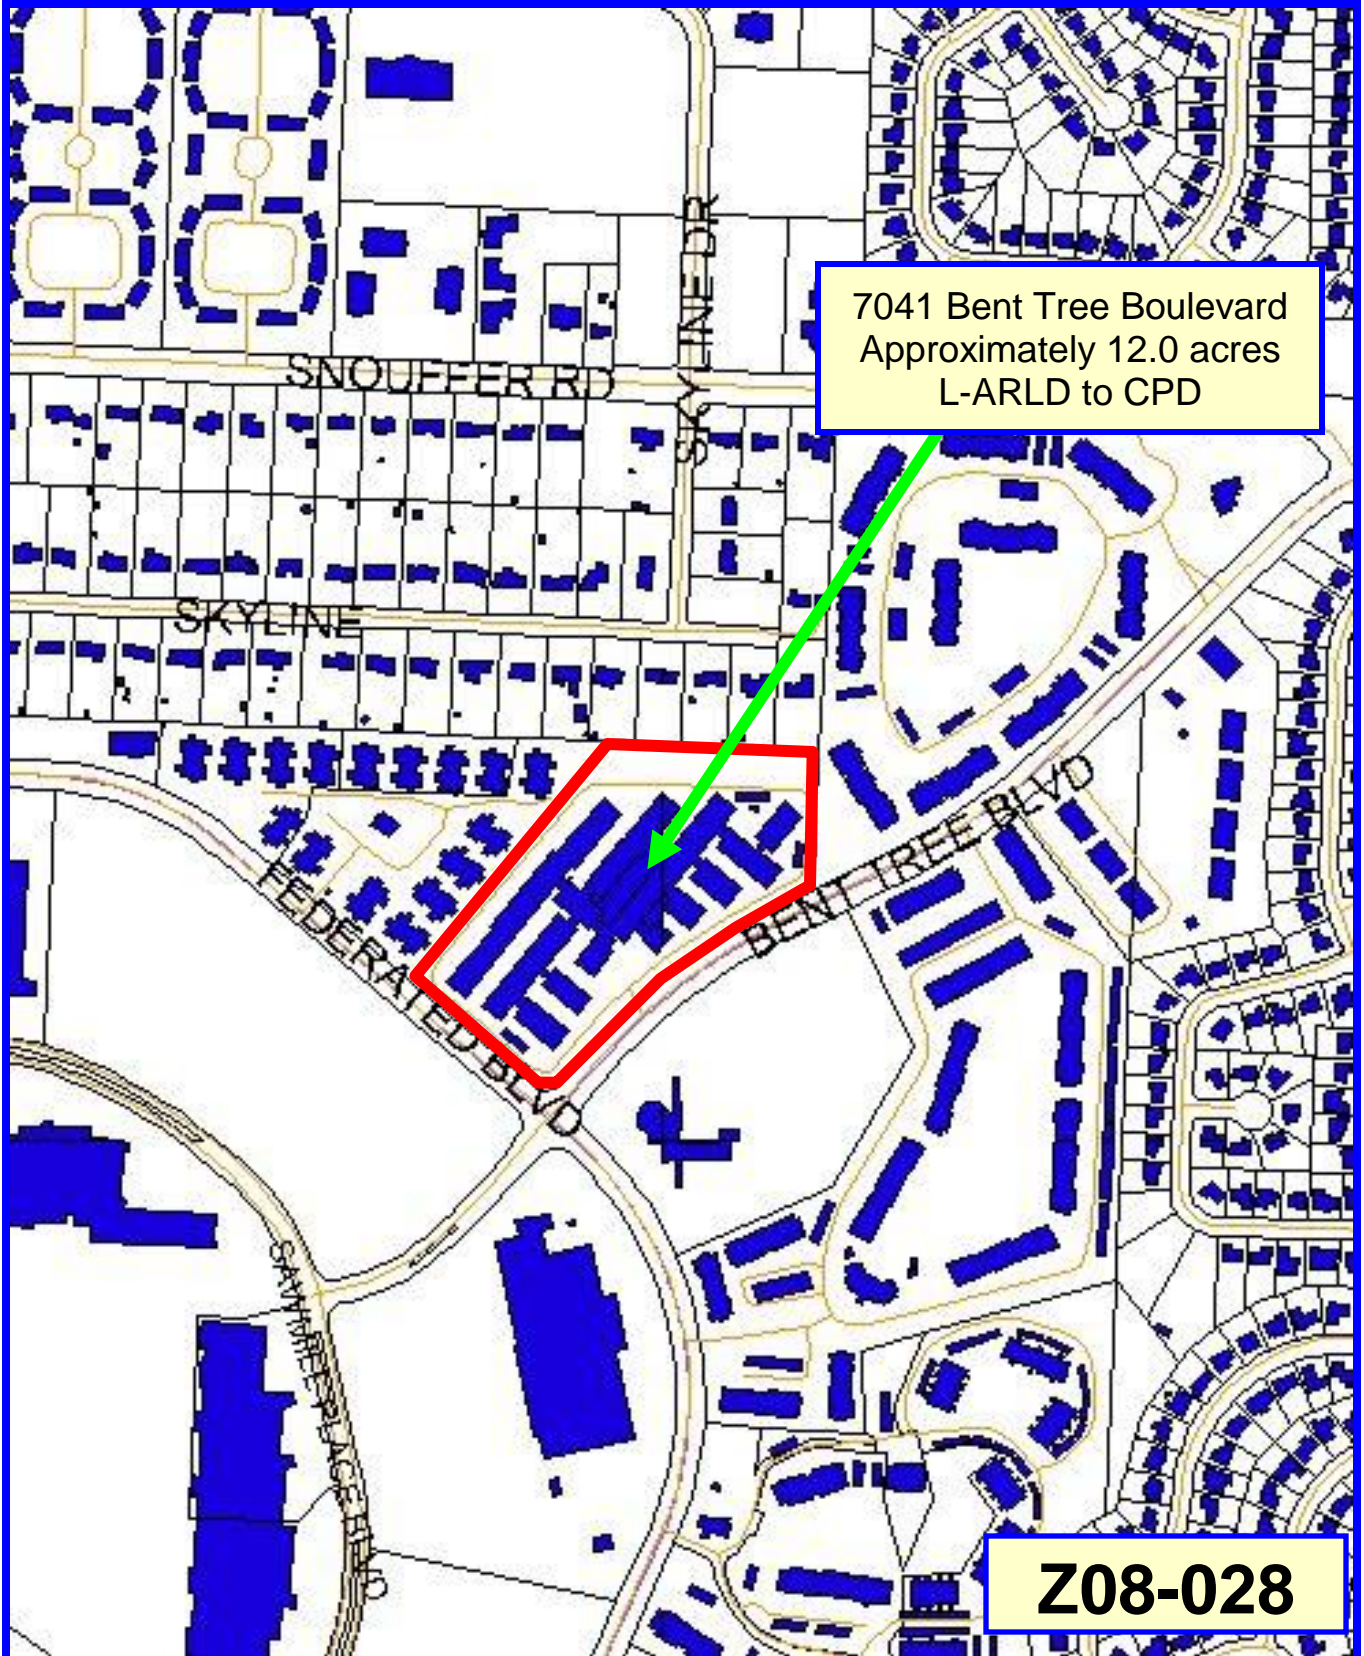 SKYLINE DR
7041 Bent Tree Boulevard
Approximately 12.0 acres
L-ARLD to CPD
SNOUFFER RD
SKYLINE
BENT TREE BLVD
FEDERATED BLVD
Z08-028